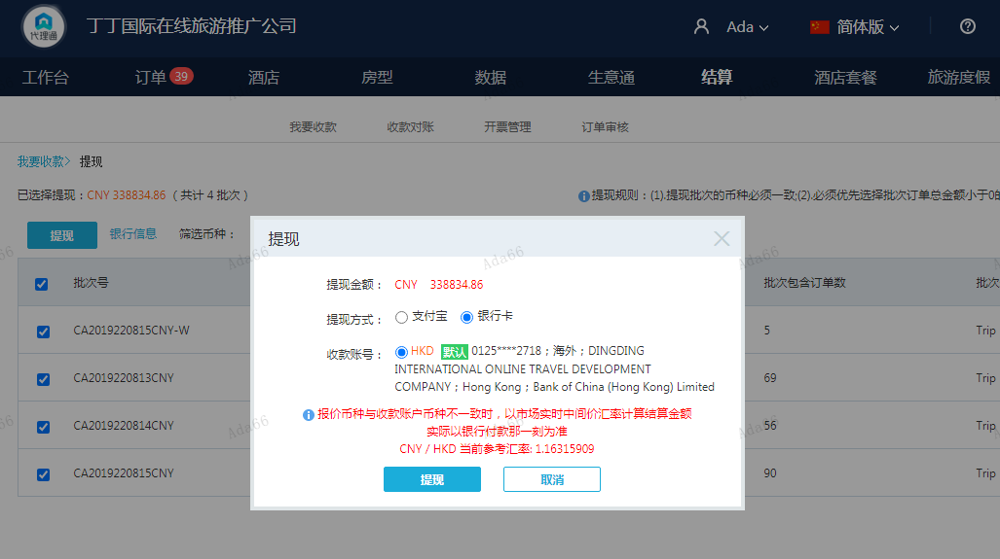 代理通
丁丁国际在线旅游推广公司
Ada
简体版
工作台 订单 39 酒店 房型 数据 生意通 结算 酒店套餐 旅游度假
我要收款 收款对账 开票管理 订单审核
我要收款> 提现
已选择提现：CNY 338834.86 ( 共计 4 批次 )
提现规则：(1).提现批次的币种必须一致;(2).必须优先选择批次订单总金额小于0的
提现 银行信息 筛选币种：
批次号 批次包含订单数 批次
CA2019220815CNY-W 5 Trip
CA2019220813CNY 69 Trip
CA2019220814CNY 56 Trip
CA2019220815CNY 90 Trip
提现
提现金额： CNY 338834.86
提现方式： 支付宝 银行卡
收款账号： HKD 默认 0125****2718；海外；DINGDING
INTERNATIONAL ONLINE TRAVEL DEVELOPMENT
COMPANY；Hong Kong；Bank of China (Hong Kong) Limited
报价币种与收款账户币种不一致时，以市场实时中间价汇率计算结算金额
实际以银行付款那一刻为准
CNY / HKD 当前参考汇率: 1.16315909
提现 取消
Ada66
Ada66
Ada66
Ada66
Ada66